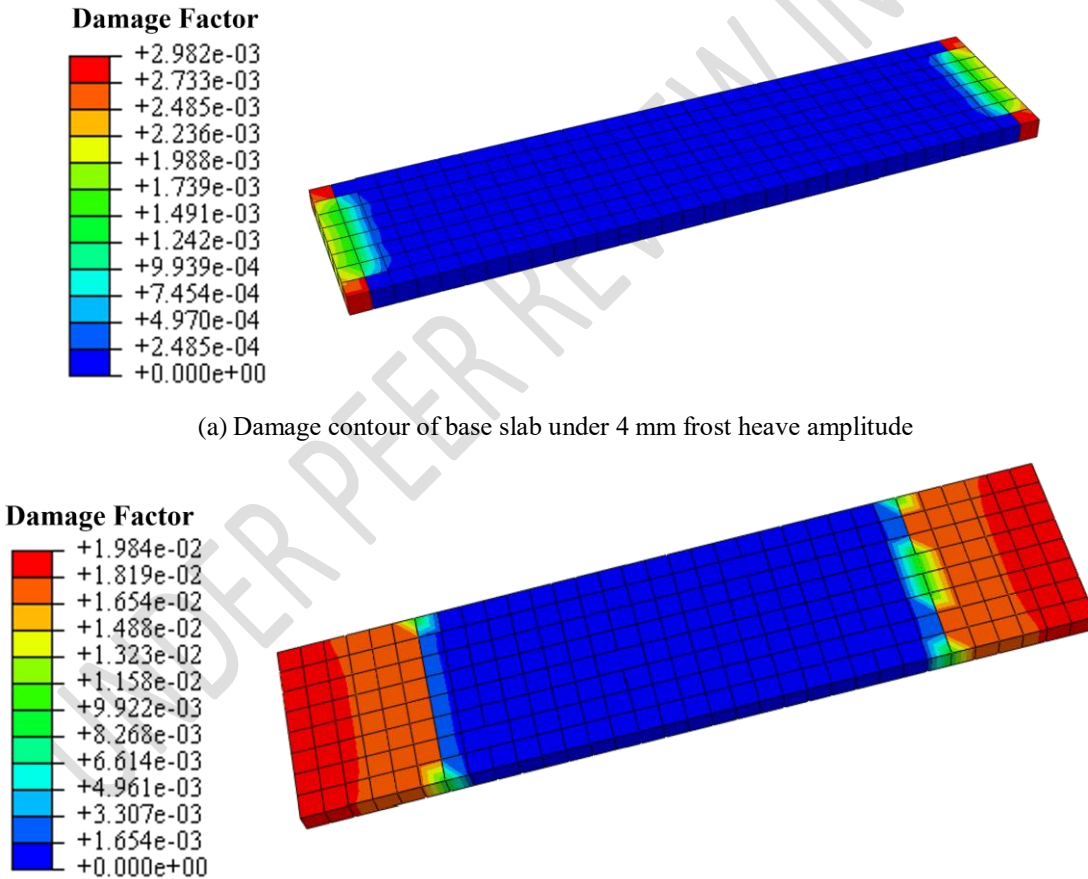 Damage Factor
+2.982e-03
+2.733e-03
+2.485e-03
+2.236e-03
+1.988e-03
+1.739e-03
+1.491e-03
+1.242e-03
+9.939e-04
+7.454e-04
+4.970e-04
+2.485e-04
+0.000e+00
(a) Damage contour of base slab under 4 mm frost heave amplitude
Damage Factor
+1.984e-02
+1.819e-02
+1.654e-02
+1.488e-02
+1.323e-02
+1.158e-02
+9.922e-03
+8.268e-03
+6.614e-03
+4.961e-03
+3.307e-03
+1.654e-03
+0.000e+00
UNDER PEER REVIEW IN